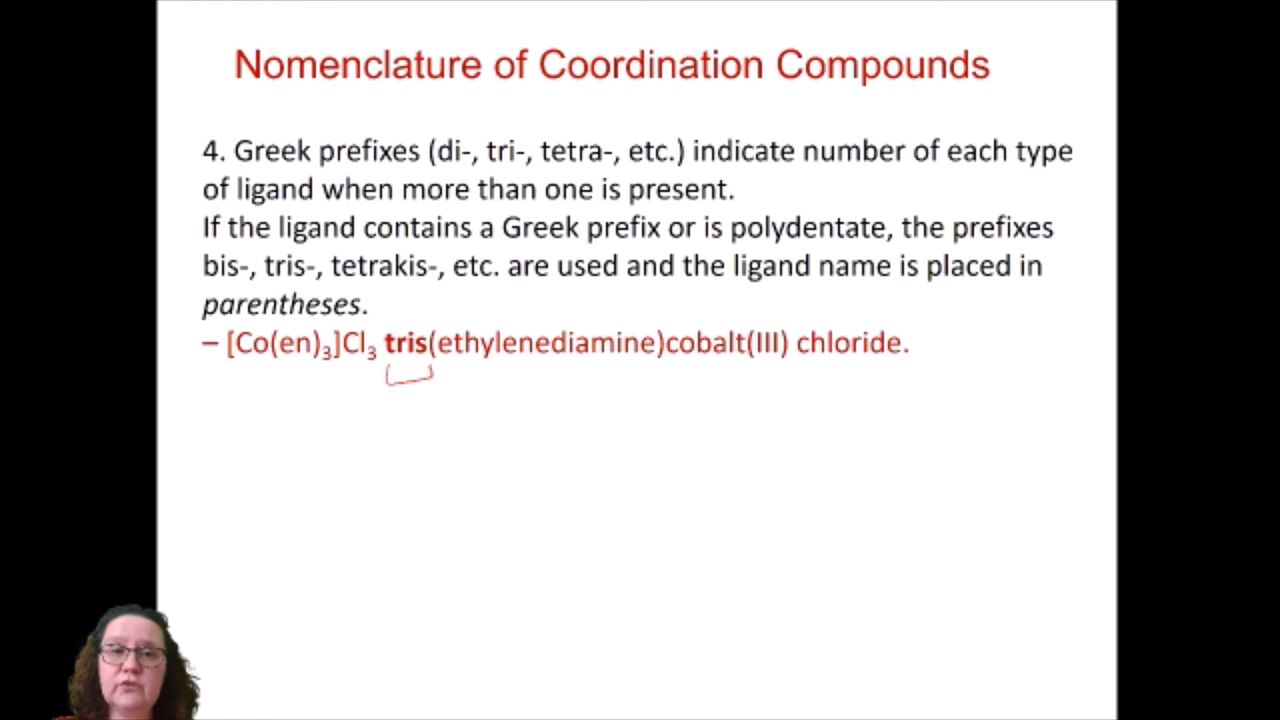 Nomenclature of Coordination Compounds
4. Greek prefixes (di-, tri-, tetra-, etc.) indicate number of each type
of ligand when more than one is present.
If the ligand contains a Greek prefix or is polydentate, the prefixes
bis-, tris-, tetrakis-, etc. are used and the ligand name is placed in
parentheses.
– [Co(en)₃]Cl₃ tris(ethylenediamine)cobalt(III) chloride.